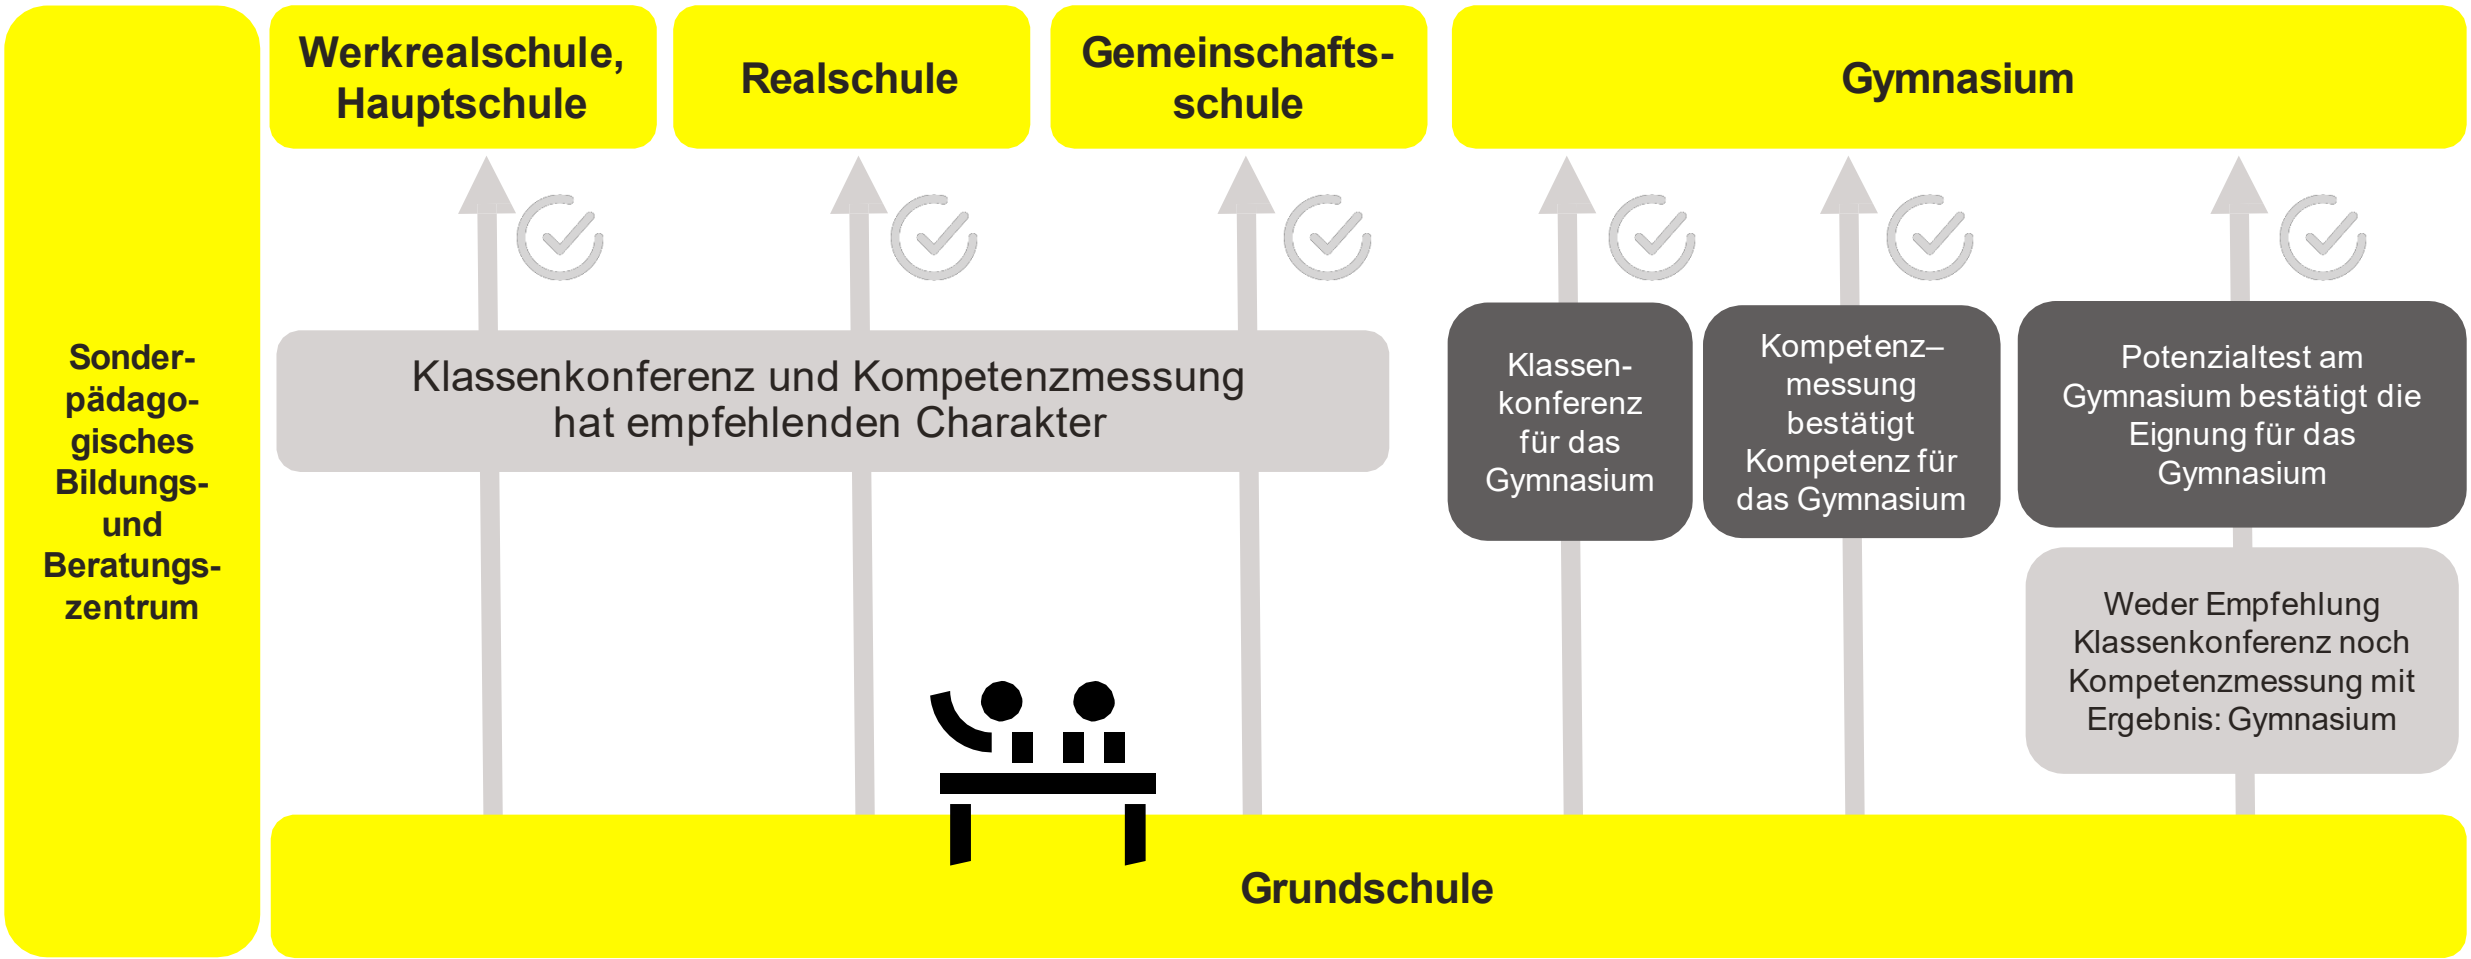 Werkrealschule,
Hauptschule
Realschule
Gemeinschafts-
schule
Gymnasium
Sonder-
pädago-
gisches
Bildungs-
und
Beratungs-
zentrum
Klassenkonferenz und Kompetenzmessung
hat empfehlenden Charakter
Klassen-
konferenz
für das
Gymnasium
Kompetenz–
messung
bestätigt
Kompetenz für
das Gymnasium
Potenzialtest am
Gymnasium bestätigt die
Eignung für das
Gymnasium
Weder Empfehlung
Klassenkonferenz noch
Kompetenzmessung mit
Ergebnis: Gymnasium
Grundschule